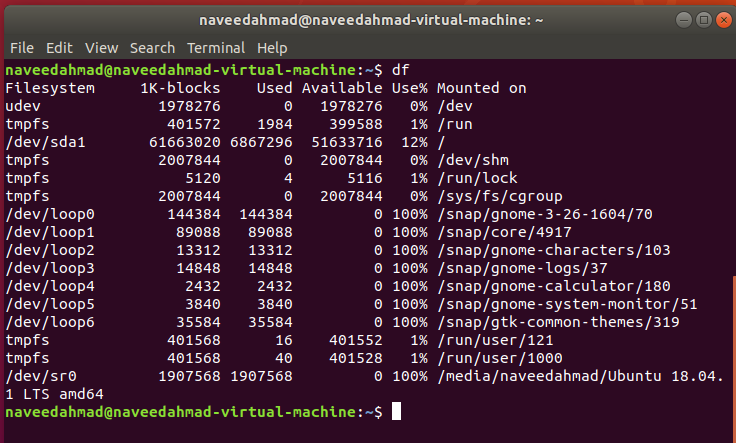 naveedahmad@naveedahmad-virtual-machine: ~
File Edit View Search Terminal Help
naveedahmad@naveedahmad-virtual-machine:~$ df
Filesystem     1K-blocks    Used Available Use% Mounted on
udev             1978276       0   1978276   0% /dev
tmpfs             401572    1984    399588   1% /run
/dev/sda1       61663020 6867296  51633716  12% /
tmpfs            2007844       0   2007844   0% /dev/shm
tmpfs               5120       4      5116   1% /run/lock
tmpfs            2007844       0   2007844   0% /sys/fs/cgroup
/dev/loop0        144384  144384         0 100% /snap/gnome-3-26-1604/70
/dev/loop1         89088   89088         0 100% /snap/core/4917
/dev/loop2         13312   13312         0 100% /snap/gnome-characters/103
/dev/loop3         14848   14848         0 100% /snap/gnome-logs/37
/dev/loop4          2432    2432         0 100% /snap/gnome-calculator/180
/dev/loop5          3840    3840         0 100% /snap/gnome-system-monitor/51
/dev/loop6         35584   35584         0 100% /snap/gtk-common-themes/319
tmpfs             401568      16    401552   1% /run/user/121
tmpfs             401568      40    401528   1% /run/user/1000
/dev/sr0         1907568 1907568         0 100% /media/naveedahmad/Ubuntu 18.04.
1 LTS amd64
naveedahmad@naveedahmad-virtual-machine:~$